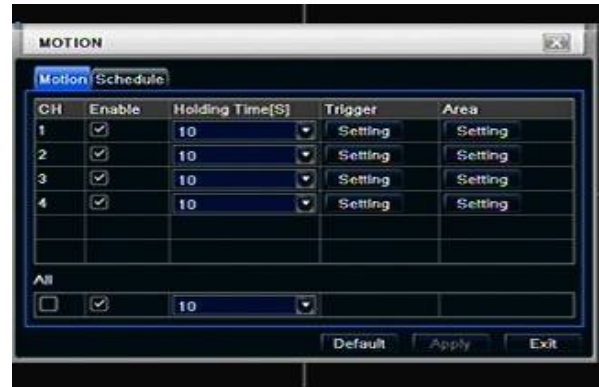 MOTION
Motion Schedule
CH Enable Holding Time[S] Trigger Area
1 10 Setting Setting
2 10 Setting Setting
3 10 Setting Setting
4 10 Setting Setting
All
10
Default Apply Exit